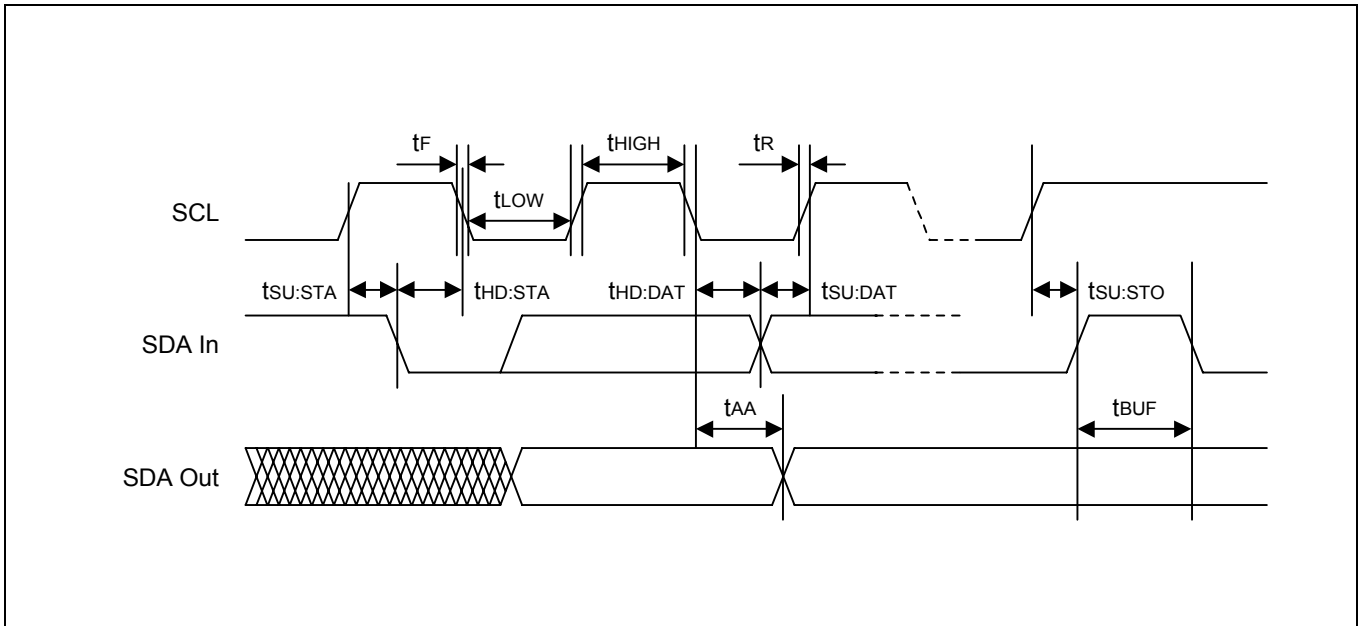 tF
tHIGH
tR
tLOW
SCL
tSU:STA
tHD:STA
tHD:DAT
tSU:DAT
tSU:STO
SDA In
tAA
tBUF
SDA Out